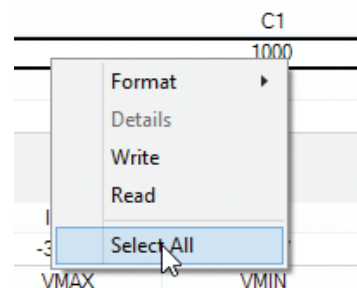 C1
1000
Format
Details
Write
Read
Select All
VMAX VMIN